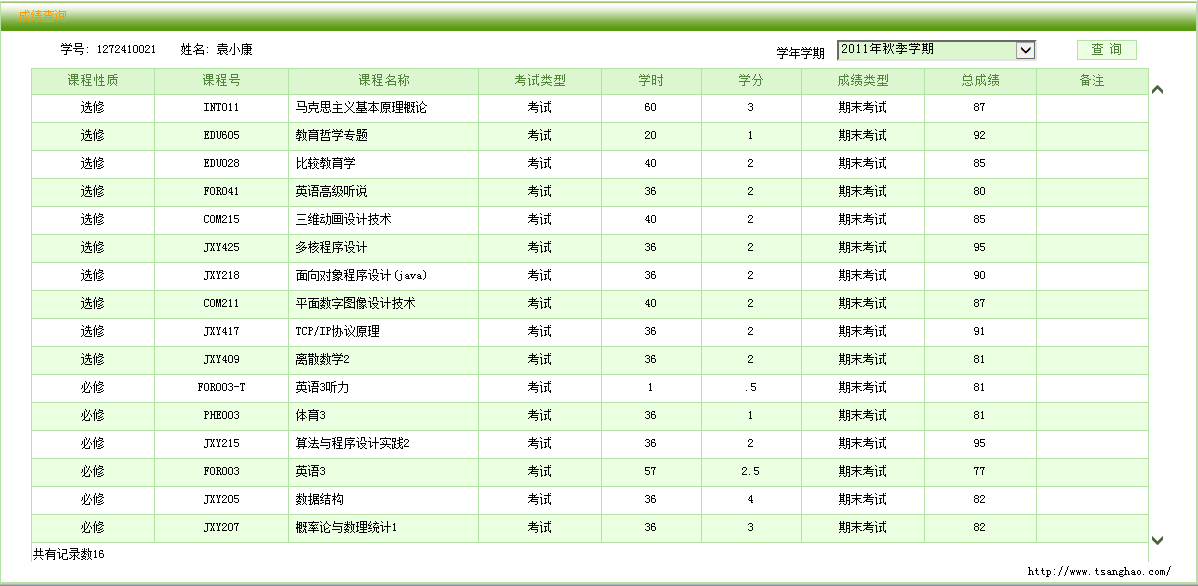 成绩查询
学号: 1272410021 姓名: 袁小康 学年学期 2011年秋季学期 查 询
课程性质 课程号 课程名称 考试类型 学时 学分 成绩类型 总成绩 备注
选修 INT011 马克思主义基本原理概论 考试 60 3 期末考试 87
选修 EDU605 教育哲学专题 考试 20 1 期末考试 92
选修 EDU028 比较教育学 考试 40 2 期末考试 85
选修 FOR041 英语高级听说 考试 36 2 期末考试 80
选修 COM215 三维动画设计技术 考试 40 2 期末考试 85
选修 JXY425 多核程序设计 考试 36 2 期末考试 95
选修 JXY218 面向对象程序设计(java) 考试 36 2 期末考试 90
选修 COM211 平面数字图像设计技术 考试 40 2 期末考试 87
选修 JXY417 TCP/IP协议原理 考试 36 2 期末考试 91
选修 JXY409 离散数学2 考试 36 2 期末考试 81
必修 FOR003-T 英语3听力 考试 1 .5 期末考试 81
必修 PHE003 体育3 考试 36 1 期末考试 81
必修 JXY215 算法与程序设计实践2 考试 36 2 期末考试 95
必修 FOR003 英语3 考试 57 2.5 期末考试 77
必修 JXY205 数据结构 考试 36 4 期末考试 82
必修 JXY207 概率论与数理统计1 考试 36 3 期末考试 82
共有记录数16
http://www.tsanghao.com/